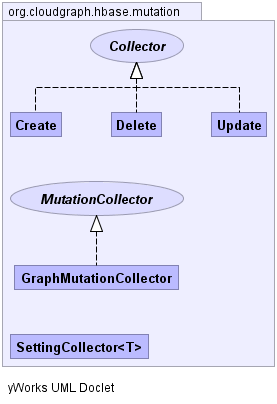 org.cloudgraph.hbase.mutation
Collector
Create Delete Update
MutationCollector
GraphMutationCollector
SettingCollector<T>
yWorks UML Doclet